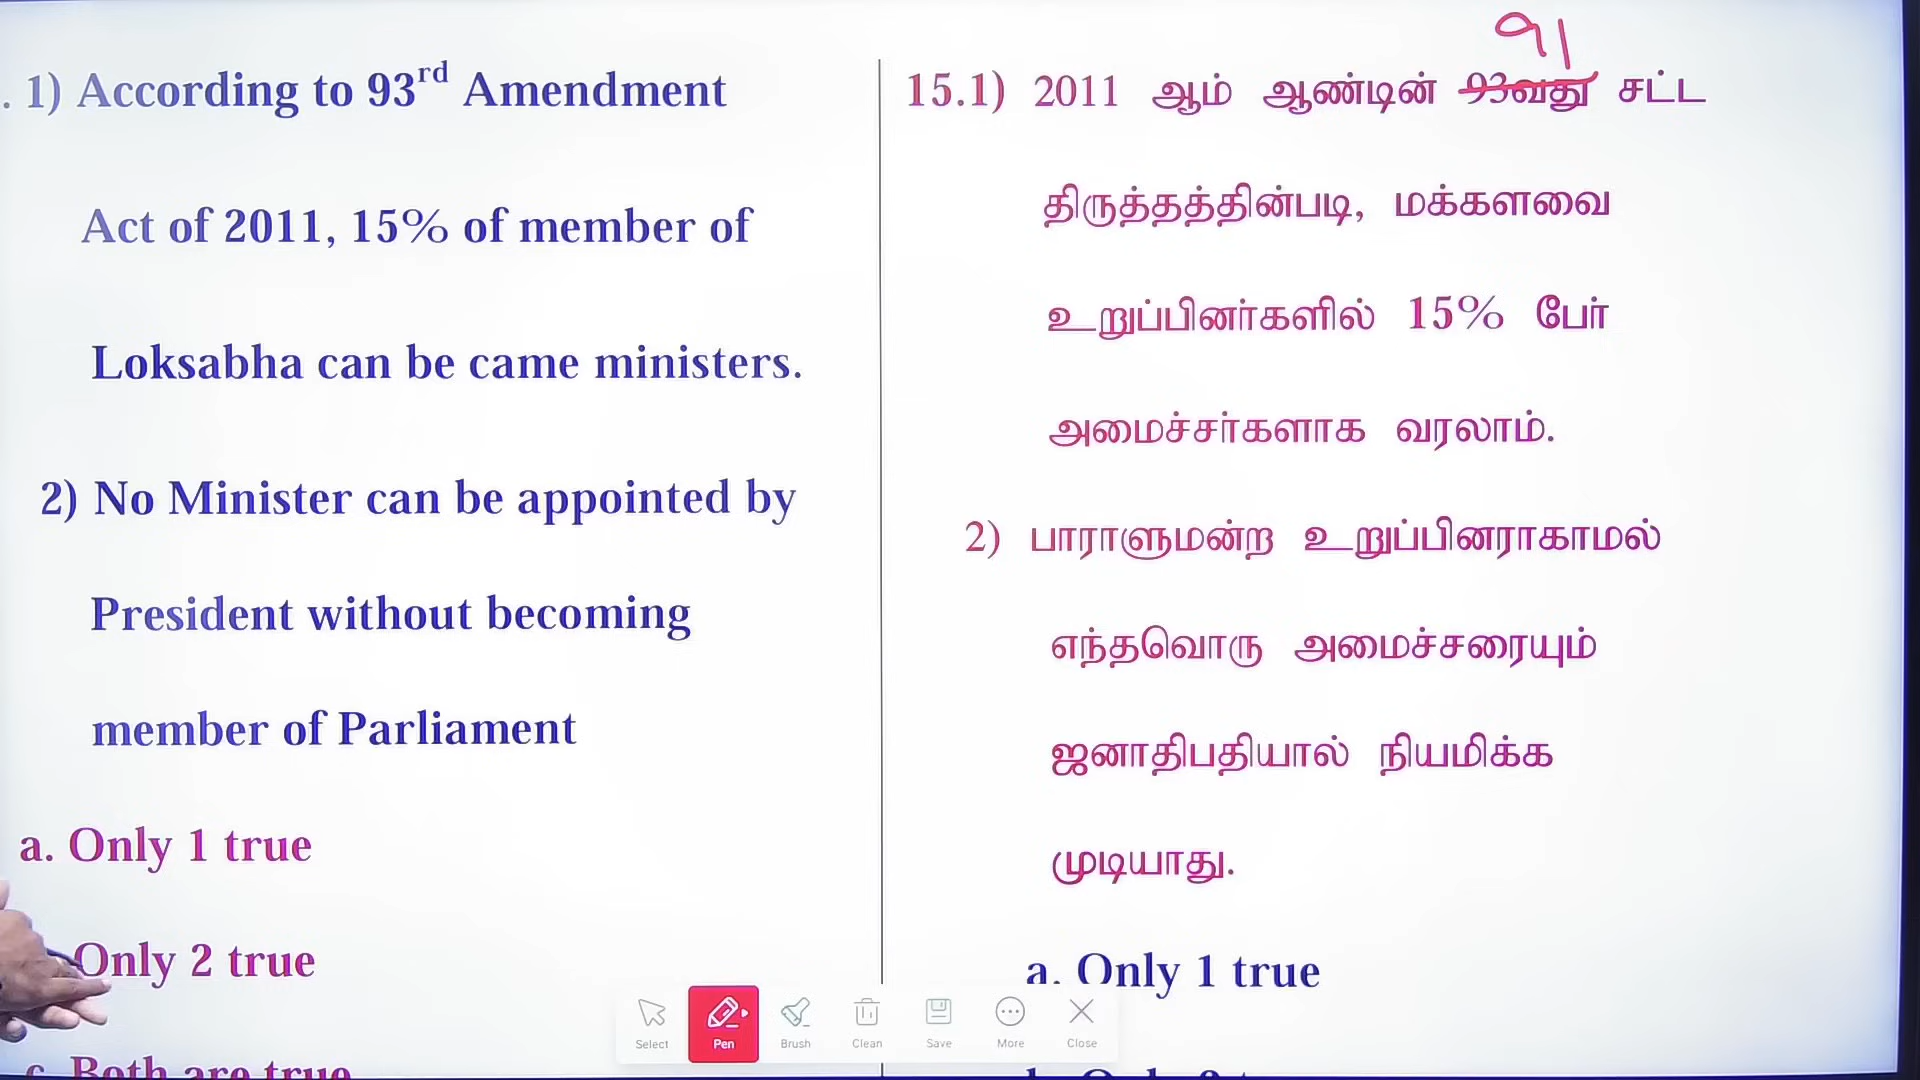 . 1) According to 93rd Amendment
Act of 2011, 15% of member of
Loksabha can be came ministers.
2) No Minister can be appointed by
President without becoming
member of Parliament
a. Only 1 true
Only 2 true
c. Both are true
91
15.1) 2011 ஆம் ஆண்டின் 93வது சட்ட
திருத்தத்தின்படி, மக்களவை
உறுப்பினர்களில் 15% பேர்
அமைச்சர்களாக வரலாம்.
2) பாராளுமன்ற உறுப்பினராகாமல்
எந்தவொரு அமைச்சரையும்
ஜனாதிபதியால் நியமிக்க
முடியாது.
a. Only 1 true
Select Pen Brush Clean Save More Close